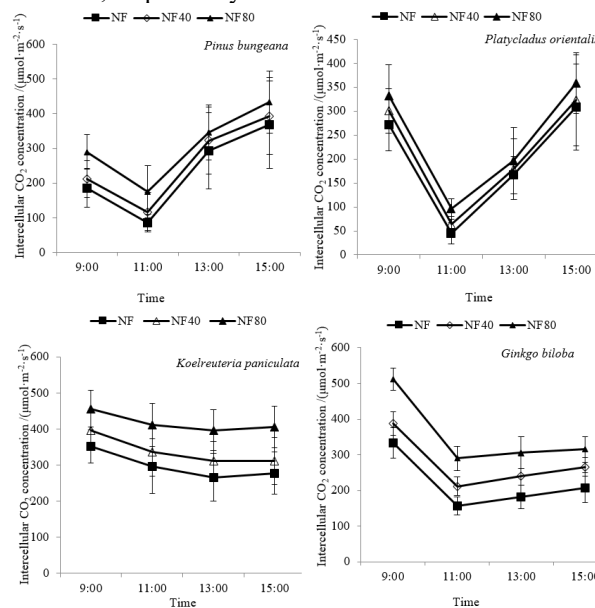 NF NF40 NF80
Pinus bungeana
Intercellular CO₂ concentration /(μmol·m⁻²·s⁻¹)
600
500
400
300
200
100
0
9:00 11:00 13:00 15:00
Time
NF NF40 NF80
Platycladus orientalis
Intercellular CO₂ concentration /(μmol·m⁻²·s⁻¹)
450
400
350
300
250
200
150
100
50
0
9:00 11:00 13:00 15:00
Time
NF NF40 NF80
Koelreuteria paniculata
Intercellular CO₂ concentration /(μmol·m⁻²·s⁻¹)
600
500
400
300
200
100
0
9:00 11:00 13:00 15:00
Time
NF NF40 NF80
Ginkgo biloba
Intercellular CO₂ concentration /(μmol·m⁻²·s⁻¹)
600
500
400
300
200
100
0
9:00 11:00 13:00 15:00
Time